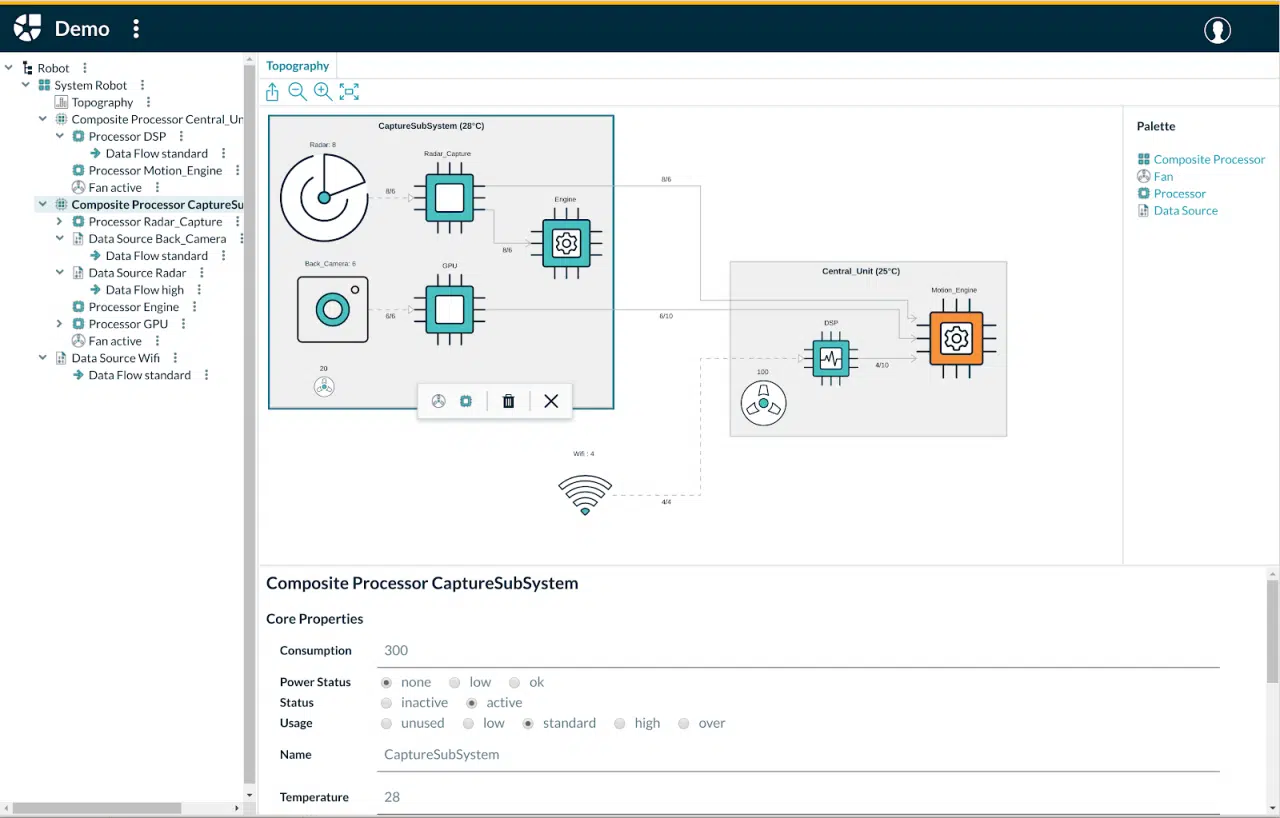 Demo
Robot
System Robot
Topography
Composite Processor Central_Un
Processor DSP
Data Flow standard
Processor Motion_Engine
Fan active
Composite Processor CaptureSu
Processor Radar_Capture
Data Source Back_Camera
Data Flow standard
Data Source Radar
Data Flow high
Processor Engine
Processor GPU
Fan active
Data Source Wifi
Data Flow standard
Topography
CaptureSubSystem (28°C)
Radar: 8
Radar_Capture
8/6
8/6
Engine
8/6
Back_Camera: 6
GPU
6/6
6/10
20
Central_Unit (25°C)
Motion_Engine
DSP
4/10
100
Wifi : 4
4/4
Palette
Composite Processor
Fan
Processor
Data Source
Composite Processor CaptureSubSystem
Core Properties
Consumption 300
Power Status none low ok
Status inactive active
Usage unused low standard high over
Name CaptureSubSystem
Temperature 28